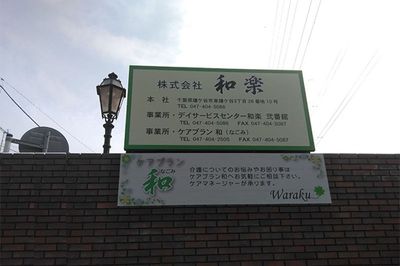 株式会社 和楽
本社 千葉県鎌ケ谷市東鎌ケ谷3丁目26番地10号
TEL 047-404-5086
事業所・デイサービスセンター和楽 弐番館
TEL 047-404-5086 FAX 047-404-5087
事業所・ケアプラン 和(なごみ)
TEL 047-404-2505 FAX 047-404-5087
ケアプラン
和 なごみ
介護についてのお悩みやお困り事は
ケアプラン和へお気軽にご相談下さい。
ケアマネージャーが承ります。
Waraku